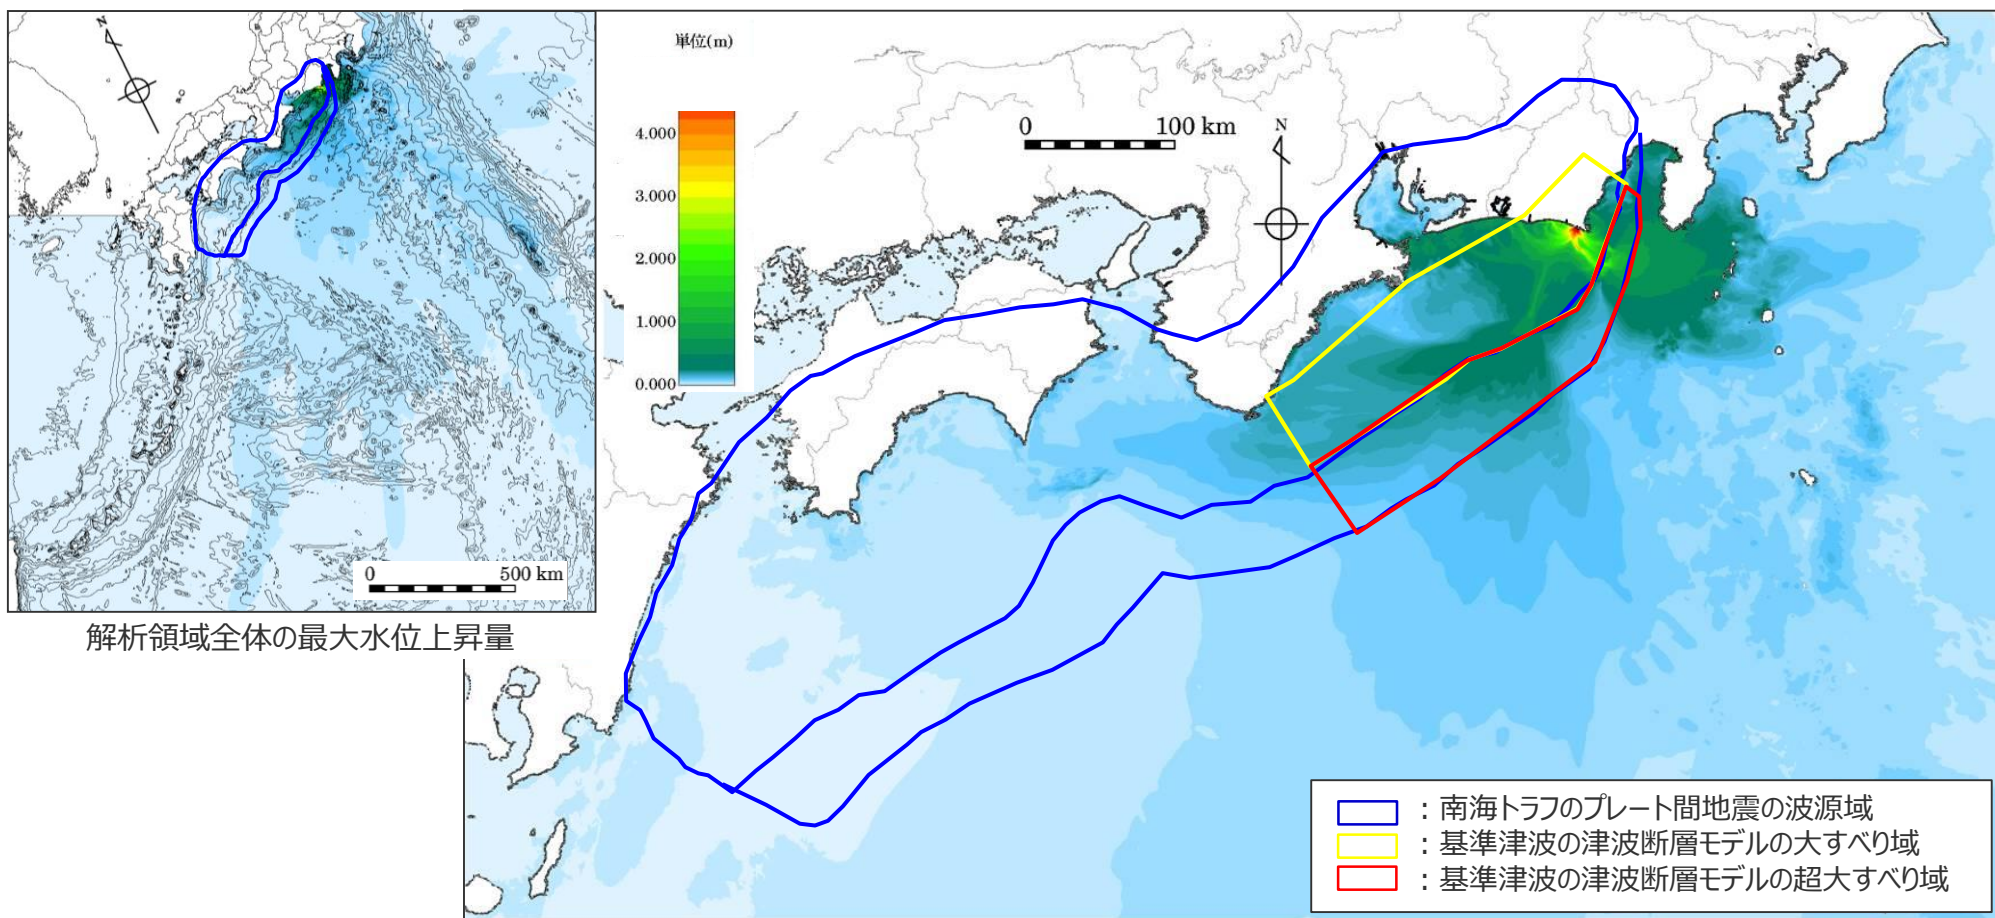 N
0 500 km
解析領域全体の最大水位上昇量
単位(m)
4.000
3.000
2.000
1.000
0.000
0 100 km
N
：南海トラフのプレート間地震の波源域
：基準津波の津波断層モデルの大すべり域
：基準津波の津波断層モデルの超大すべり域